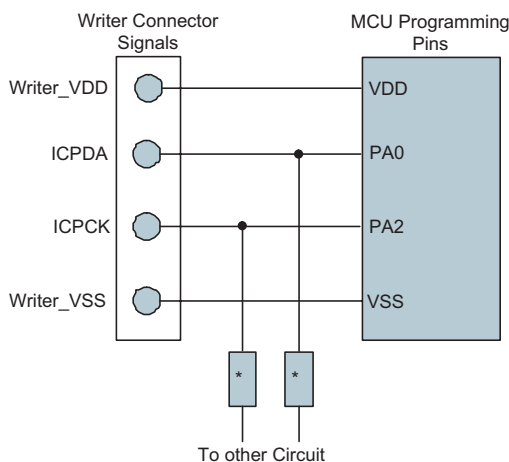 Writer Connector
Signals
MCU Programming
Pins
Writer_VDD
VDD
ICPDA
PA0
ICPCK
PA2
Writer_VSS
VSS
*
*
To other Circuit